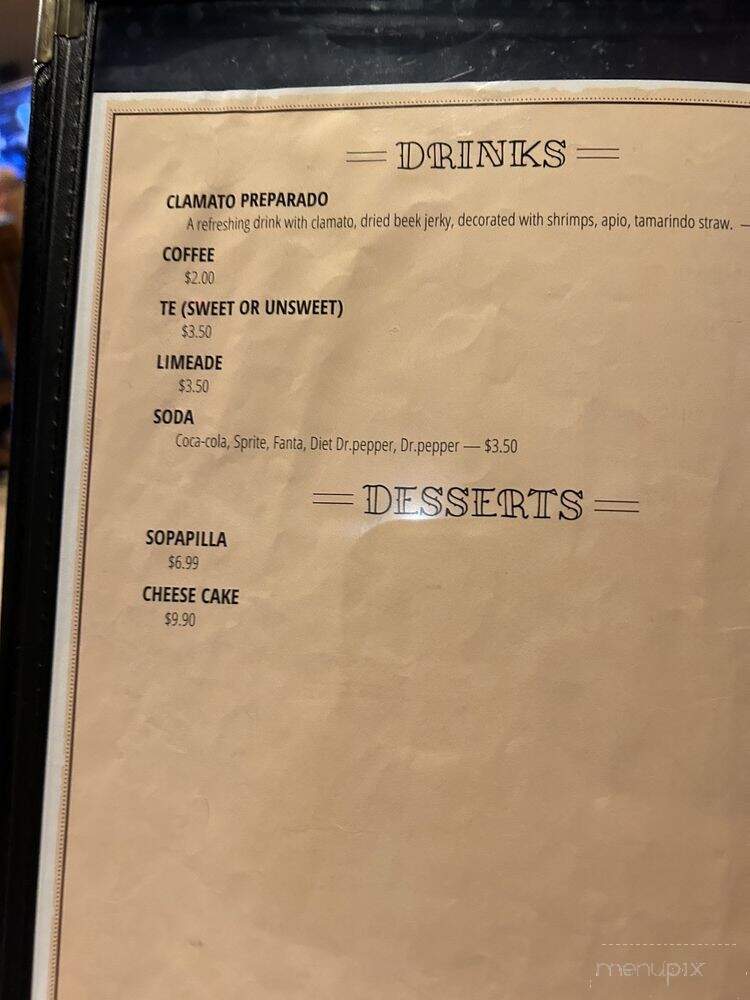 DRINKS
CLAMATO PREPARADO
A refreshing drink with clamato, dried beek jerky, decorated with shrimps, apio, tamarindo straw. —
COFFEE
$2.00
TE (SWEET OR UNSWEET)
$3.50
LIMEADE
$3.50
SODA
Coca-cola, Sprite, Fanta, Diet Dr.pepper, Dr.pepper — $3.50
DESSERTS
SOPAPILLA
$6.99
CHEESE CAKE
$9.90
menupix